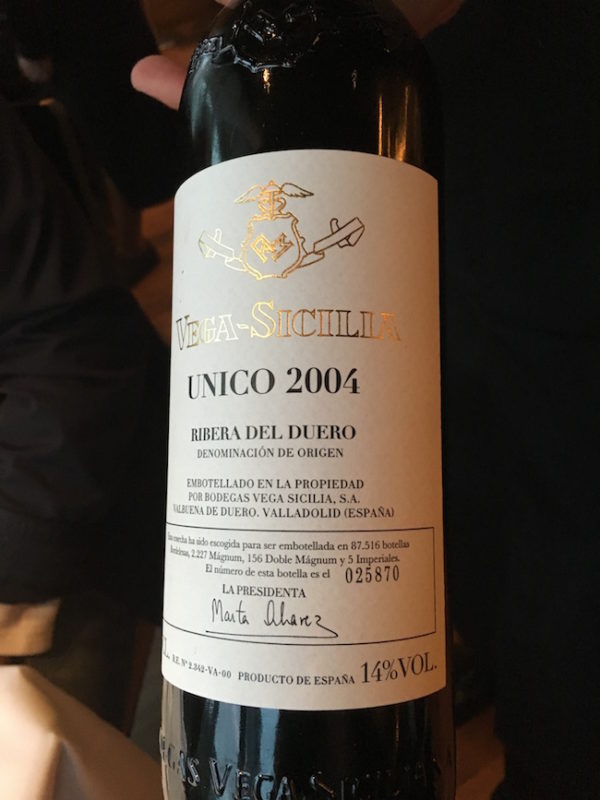 VEGA-SICILIA
UNICO 2004
RIBERA DEL DUERO
DENOMINACIÓN DE ORIGEN
EMBOTELLADO EN LA PROPIEDAD
POR BODEGAS VEGA SICILIA, S.A.
VALBUENA DE DUERO. VALLADOLID (ESPAÑA)
cosecha ha sido escogida para ser embotellada en 87.516 botellas
Bordelesas, 2.227 Mágnum, 156 Doble Mágnum y 5 Imperiales.
El número de esta botella es el 025870
LA PRESIDENTA
Marta Alvarez
R.E. Nº 2.342-VA-00 PRODUCTO DE ESPAÑA 14%VOL.
VEGA